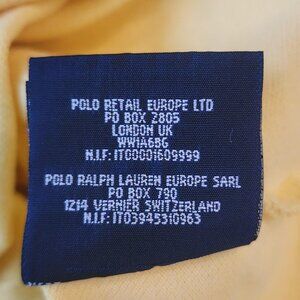 POLO RETAIL EUROPE LTD
PO BOX 2805
LONDON UK
WW1A6BG
N.I.F: IT00001609999
POLO RALPH LAUREN EUROPE SARL
PO BOX 790
1214 VERNIER SWITZERLAND
N.I.F: IT03945310963